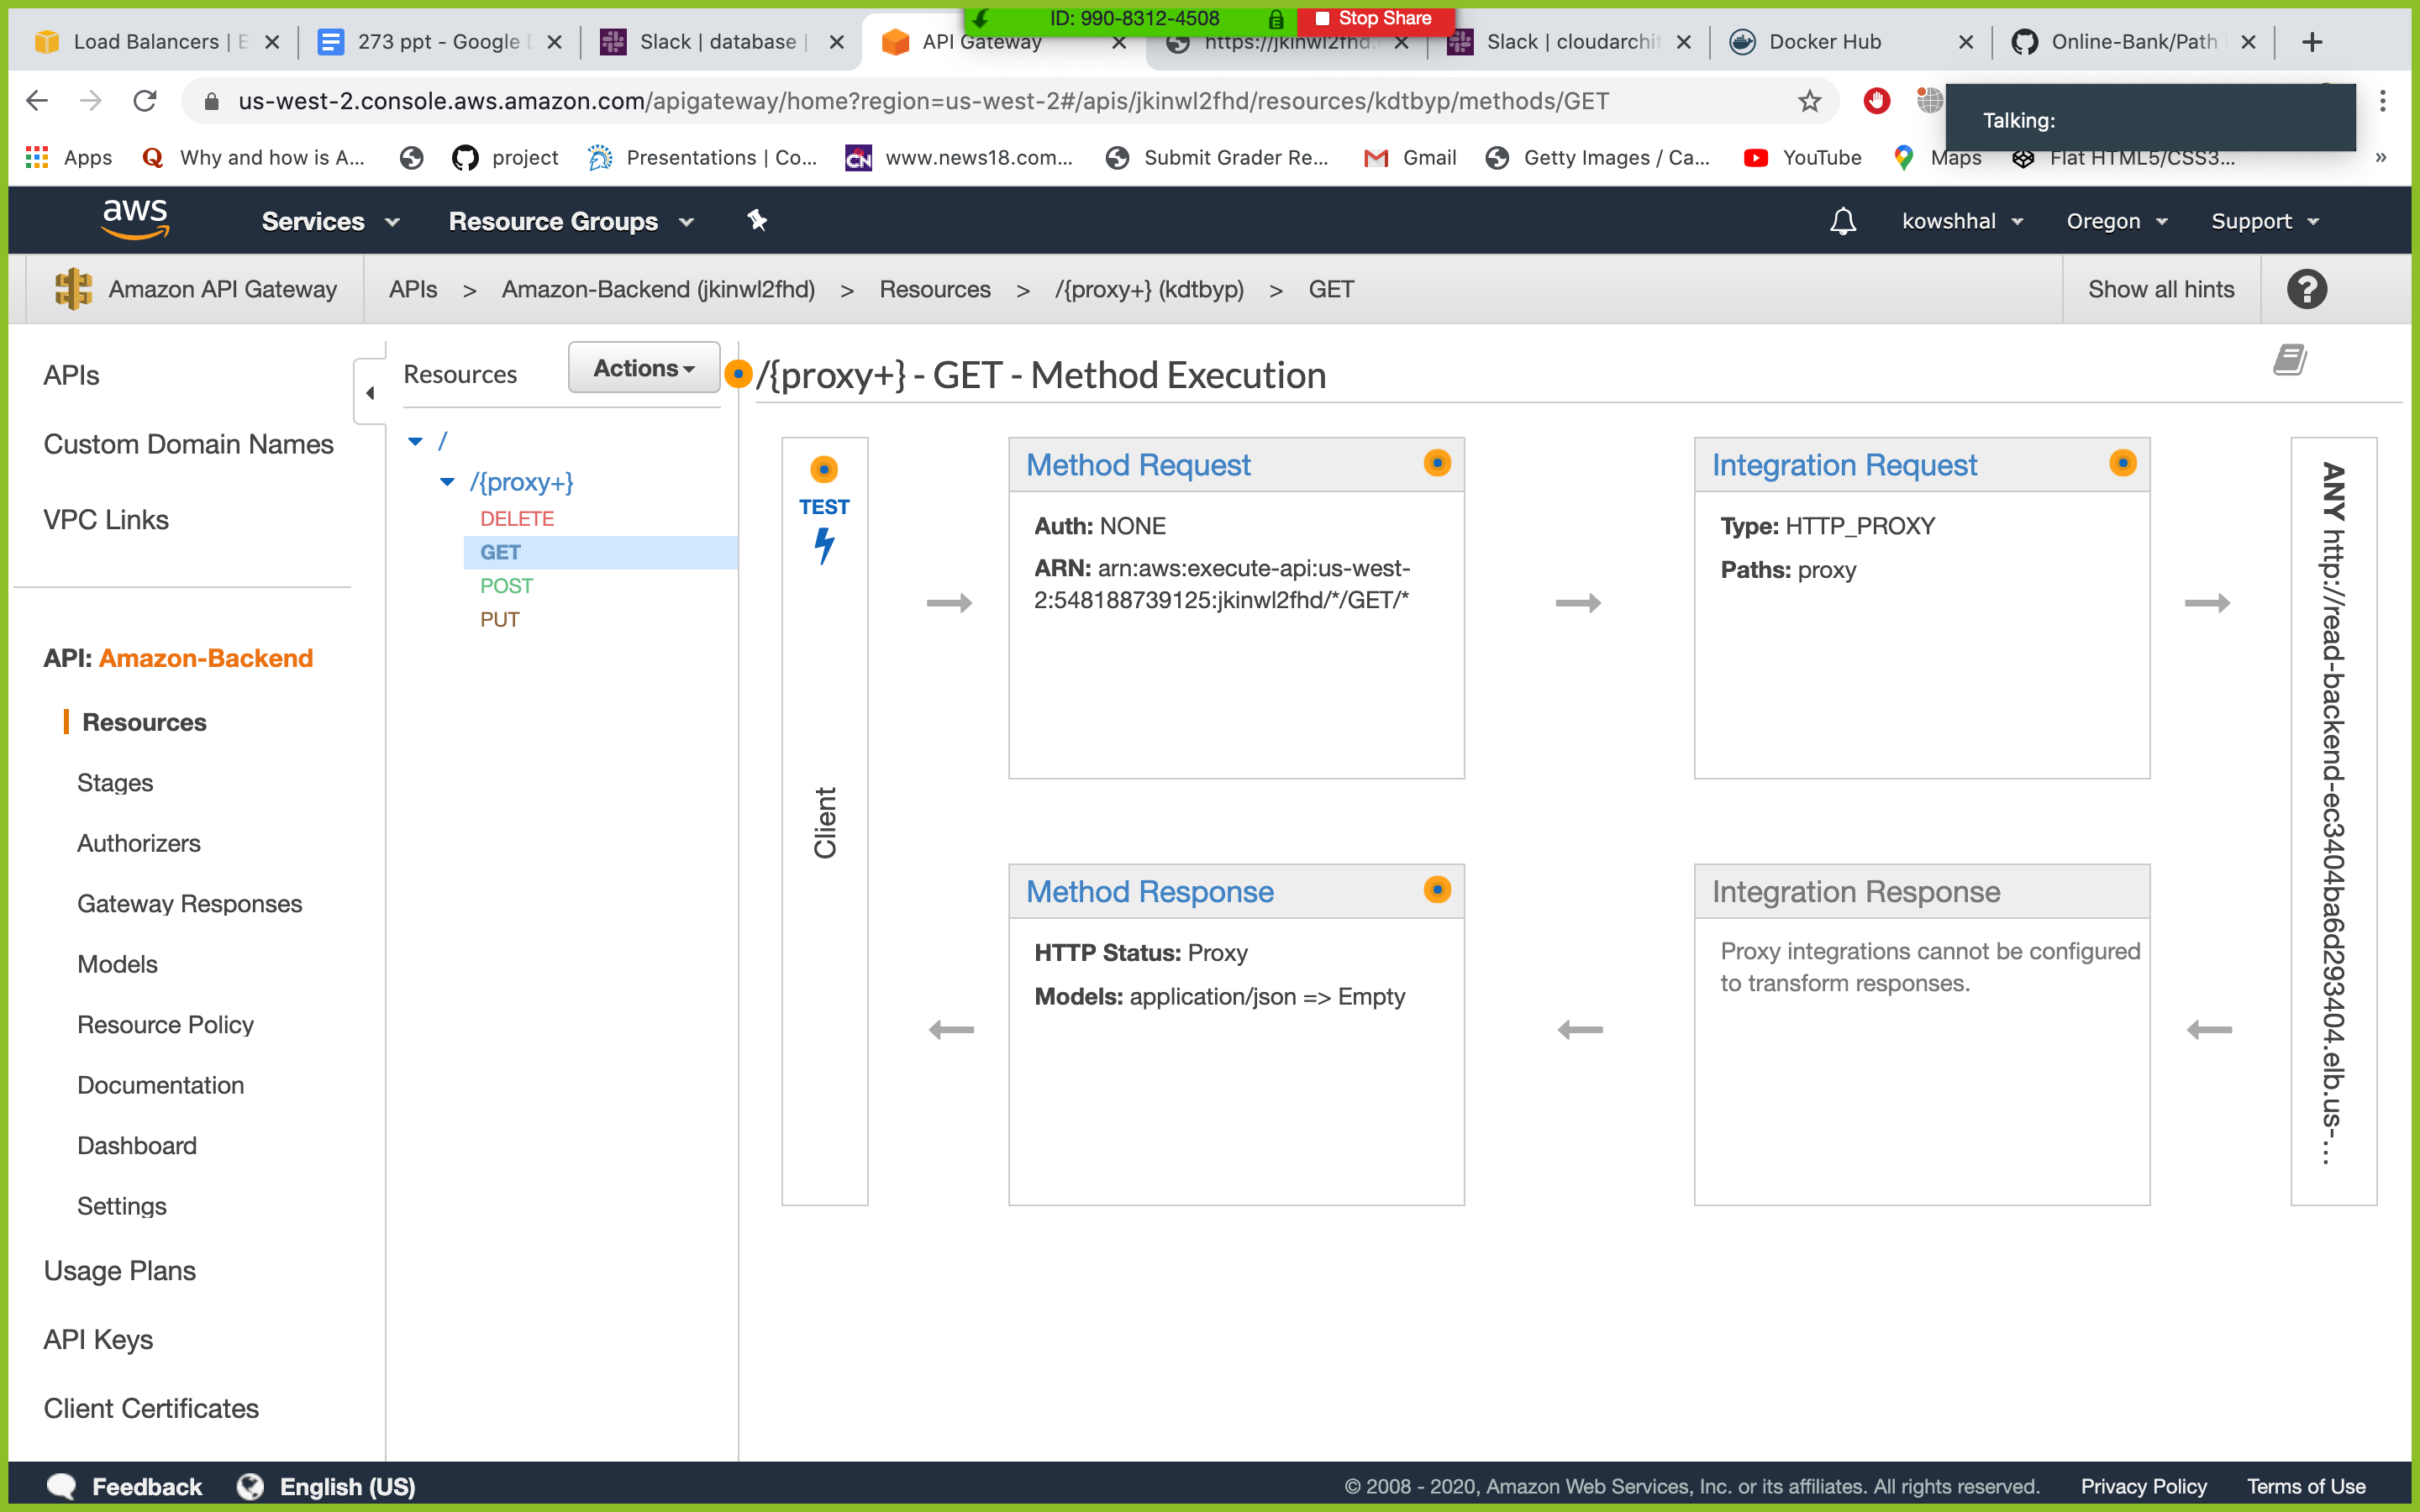 ID: 990-8312-4508
Stop Share
Load Balancers | E
273 ppt - Google D
Slack | database |
API Gateway
https://jkinwl2fhd.
Slack | cloudarchit
Docker Hub
Online-Bank/Path
us-west-2.console.aws.amazon.com/apigateway/home?region=us-west-2#/apis/jkinwl2fhd/resources/kdtbyp/methods/GET
Talking:
Apps
Why and how is A...
project
Presentations | Co...
www.news18.com...
Submit Grader Re...
Gmail
Getty Images / Ca...
YouTube
Maps
Flat HTML5/CSS3...
»
aws
Services
Resource Groups
kowshhal
Oregon
Support
Amazon API Gateway
APIs > Amazon-Backend (jkinwl2fhd) > Resources > /{proxy+} (kdtbyp) > GET
Show all hints
?
APIs
Custom Domain Names
VPC Links
API: Amazon-Backend
Resources
Stages
Authorizers
Gateway Responses
Models
Resource Policy
Documentation
Dashboard
Settings
Usage Plans
API Keys
Client Certificates
Resources
Actions
/
/{proxy+}
DELETE
GET
POST
PUT
/{proxy+} - GET - Method Execution
TEST
Client
Method Request
Auth: NONE
ARN: arn:aws:execute-api:us-west-
2:548188739125:jkinwl2fhd/*/GET/*
Integration Request
Type: HTTP_PROXY
Paths: proxy
ANY http://read-backend-ec3404ba6d293404.elb.us-...
Method Response
HTTP Status: Proxy
Models: application/json => Empty
Integration Response
Proxy integrations cannot be configured
to transform responses.
Feedback
English (US)
© 2008 - 2020, Amazon Web Services, Inc. or its affiliates. All rights reserved.
Privacy Policy
Terms of Use